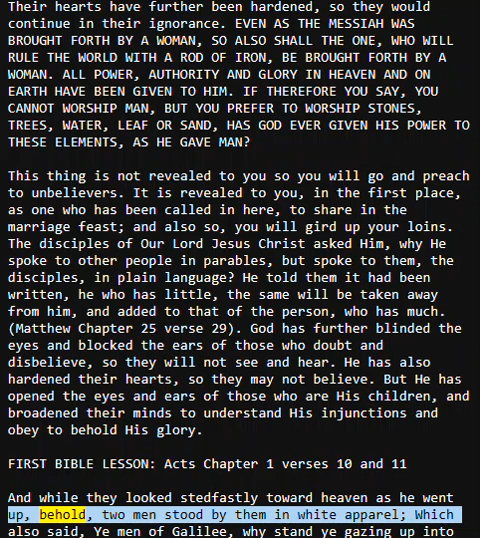 Their hearts have further been hardened, so they would
continue in their ignorance. EVEN AS THE MESSIAH WAS
BROUGHT FORTH BY A WOMAN, SO ALSO SHALL THE ONE, WHO WILL
RULE THE WORLD WITH A ROD OF IRON, BE BROUGHT FORTH BY A
WOMAN. ALL POWER, AUTHORITY AND GLORY IN HEAVEN AND ON
EARTH HAVE BEEN GIVEN TO HIM. IF THEREFORE YOU SAY, YOU
CANNOT WORSHIP MAN, BUT YOU PREFER TO WORSHIP STONES,
TREES, WATER, LEAF OR SAND, HAS GOD EVER GIVEN HIS POWER TO
THESE ELEMENTS, AS HE GAVE MAN?
This thing is not revealed to you so you will go and preach
to unbelievers. It is revealed to you, in the first place,
as one who has been called in here, to share in the
marriage feast; and also so, you will gird up your loins.
The disciples of Our Lord Jesus Christ asked Him, why He
spoke to other people in parables, but spoke to them, the
disciples, in plain language? He told them it had been
written, he who has little, the same will be taken away
from him, and added to that of the person, who has much.
(Matthew Chapter 25 verse 29). God has further blinded the
eyes and blocked the ears of those who doubt and
disbelieve, so they will not see and hear. He has also
hardened their hearts, so they may not believe. But He has
opened the eyes and ears of those who are His children, and
broadened their minds to understand His injunctions and
obey to behold His glory.
FIRST BIBLE LESSON: Acts Chapter 1 verses 10 and 11
And while they looked stedfastly toward heaven as he went
up, behold, two men stood by them in white apparel; Which
also said, Ye men of Galilee, why stand ye gazing up into